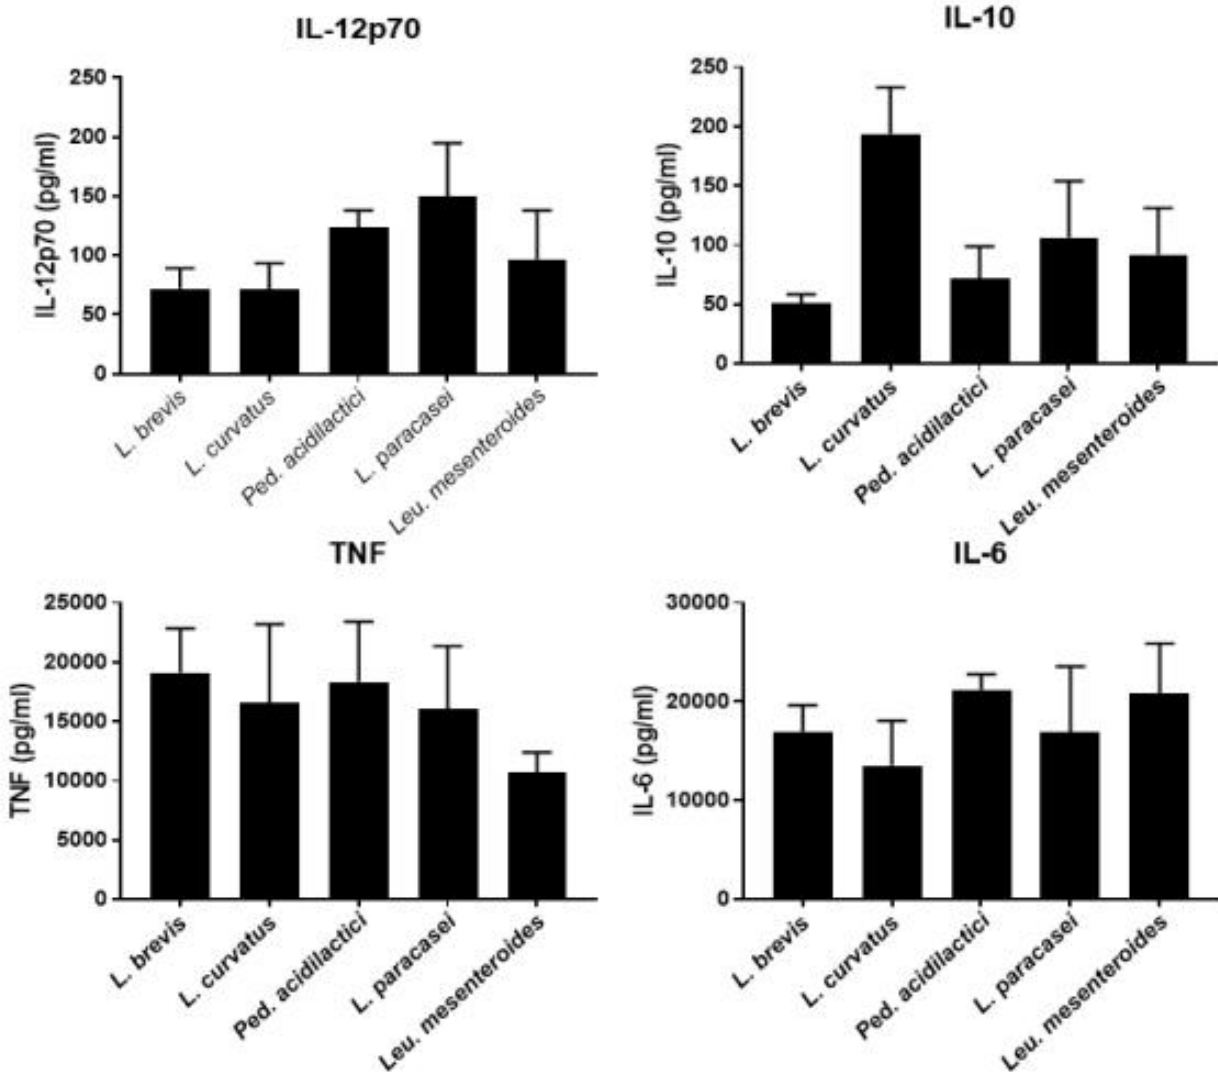 IL-12p70
IL-12p70 (pg/ml)
250
200
150
100
50
0
L. brevis
L. curvatus
Ped. acidilactici
L. paracasei
Leu. mesenteroides
IL-10
IL-10 (pg/ml)
250
200
150
100
50
0
L. brevis
L. curvatus
Ped. acidilactici
L. paracasei
Leu. mesenteroides
TNF
TNF (pg/ml)
25000
20000
15000
10000
5000
0
L. brevis
L. curvatus
Ped. acidilactici
L. paracasei
Leu. mesenteroides
IL-6
IL-6 (pg/ml)
30000
20000
10000
0
L. brevis
L. curvatus
Ped. acidilactici
L. paracasei
Leu. mesenteroides